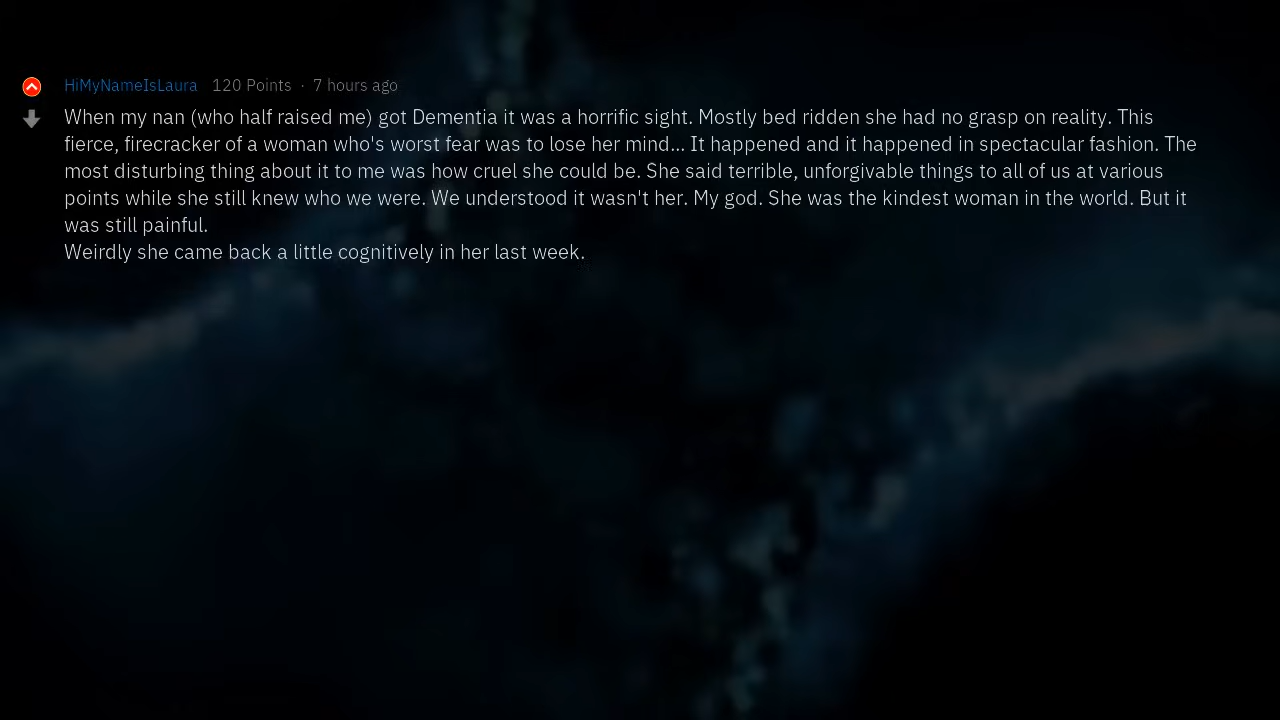 HiMyNameIsLaura 120 Points · 7 hours ago
When my nan (who half raised me) got Dementia it was a horrific sight. Mostly bed ridden she had no grasp on reality. This
fierce, firecracker of a woman who's worst fear was to lose her mind... It happened and it happened in spectacular fashion. The
most disturbing thing about it to me was how cruel she could be. She said terrible, unforgivable things to all of us at various
points while she still knew who we were. We understood it wasn't her. My god. She was the kindest woman in the world. But it
was still painful.
Weirdly she came back a little cognitively in her last week.